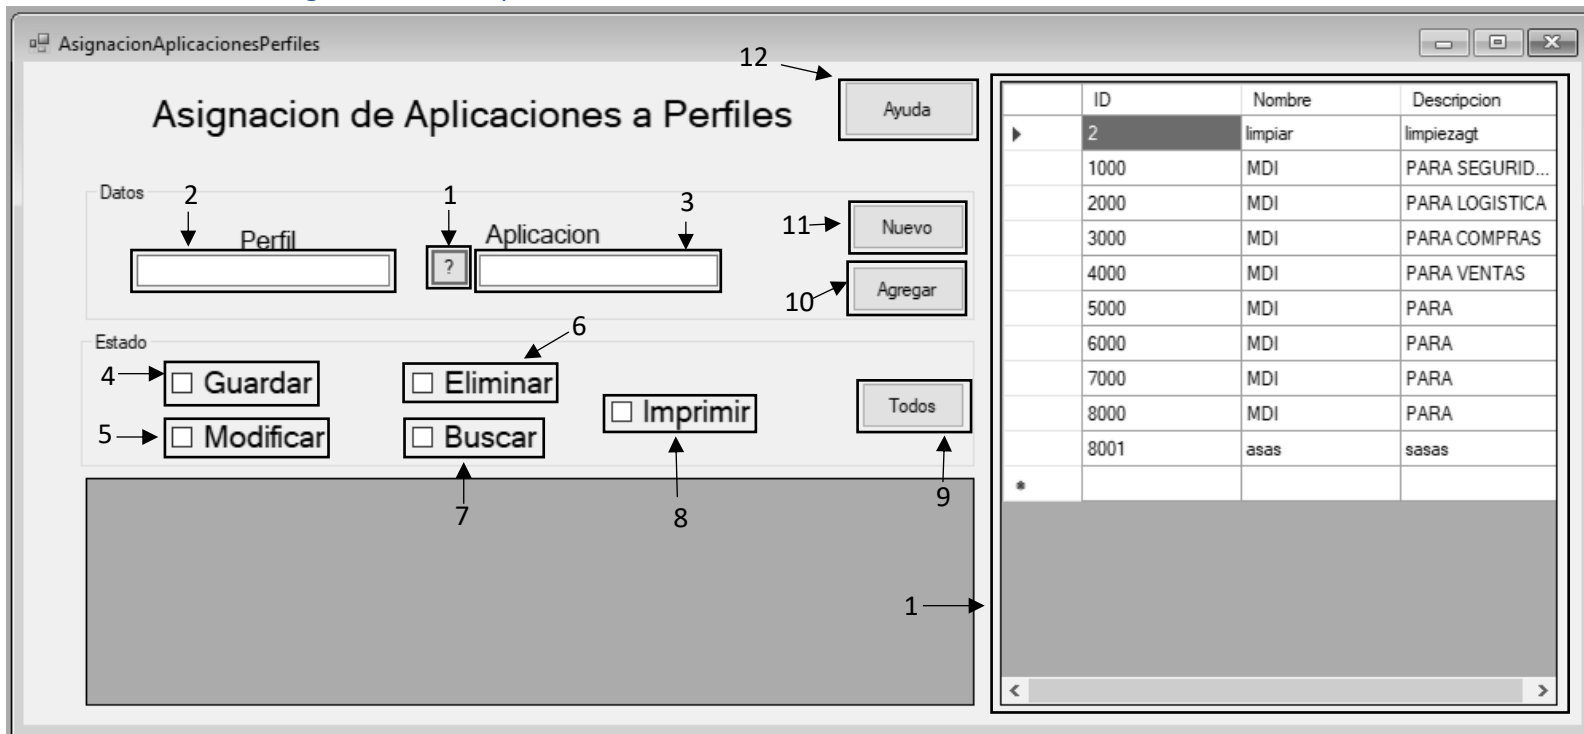 AsignacionAplicacionesPerfiles
12
Asignacion de Aplicaciones a Perfiles
Ayuda
Datos
2
1
3
11
Perfil
?
Aplicacion
Nuevo
10
Agregar
Estado
6
4
Guardar
Eliminar
Imprimir
Todos
5
Modificar
Buscar
7
8
9
1
ID Nombre Descripcion
2 limpiar limpiezagt
1000 MDI PARA SEGURID...
2000 MDI PARA LOGISTICA
3000 MDI PARA COMPRAS
4000 MDI PARA VENTAS
5000 MDI PARA
6000 MDI PARA
7000 MDI PARA
8000 MDI PARA
8001 asas sasas